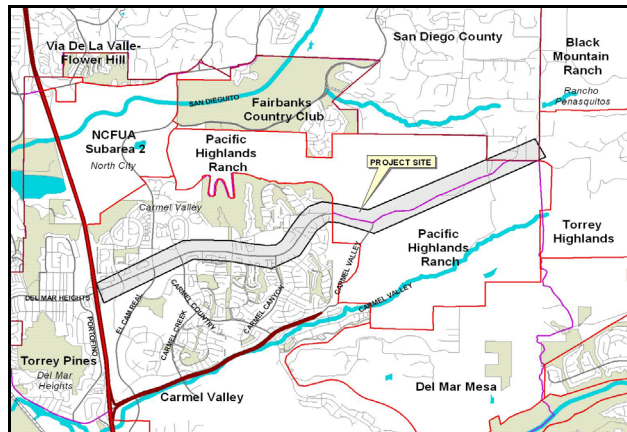 Via De La Valle-
Flower Hill
San Diego County
Black
Mountain
Ranch
Rancho
Penasquitos
SAN DIEGUITO
Fairbanks
Country Club
NCFUA
Subarea 2
North City
Pacific
Highlands
Ranch
PROJECT SITE
Carmel Valley
Pacific
Highlands
Ranch
Torrey
Highlands
CARMEL VALLEY
CARMEL VALLEY
DEL MAR HEIGHTS
PORTOFINO
EL CAM REAL
CARMEL CREEK
CARMEL COUNTRY
CARMEL CANYON
Torrey Pines
Del Mar
Heights
Carmel Valley
Del Mar Mesa